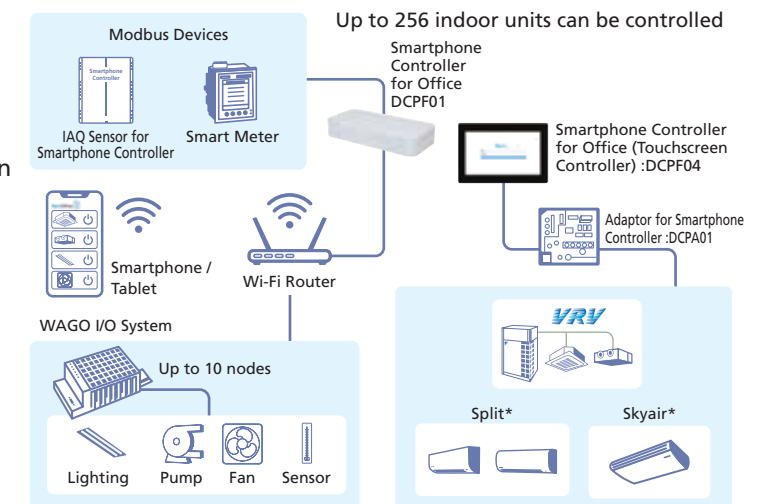 Up to 256 indoor units can be controlled
Modbus Devices
Smartphone
Controller
IAQ Sensor for
Smartphone Controller
Smart Meter
Smartphone
Controller
for Office
DCPF01
Smartphone Controller
for Office (Touchscreen
Controller) :DCPF04
n
Adaptor for Smartphone
Controller :DCPA01
Smartphone /
Tablet
Wi-Fi Router
WAGO I/O System
Up to 10 nodes
Lighting
Pump
Fan
Sensor
VRV
Split*
Skyair*